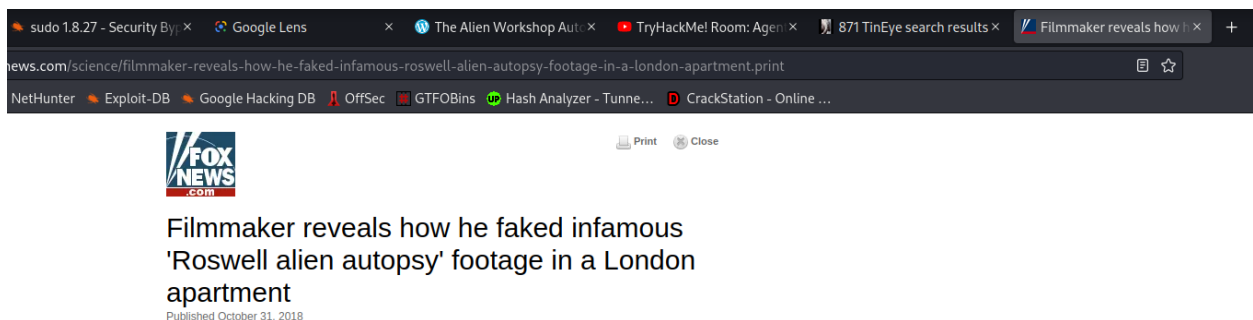 sudo 1.8.27 - Security Byp Google Lens The Alien Workshop Auto TryHackMe! Room: Agen 871 TinEye search results Filmmaker reveals how h
news.com/science/filmmaker-reveals-how-he-faked-infamous-roswell-alien-autopsy-footage-in-a-london-apartment.print
NetHunter Exploit-DB Google Hacking DB OffSec GTFOBins Hash Analyzer - Tunne... CrackStation - Online ...
FOX
NEWS
.com
Print Close
Filmmaker reveals how he faked infamous
'Roswell alien autopsy' footage in a London
apartment
Published October 31, 2018